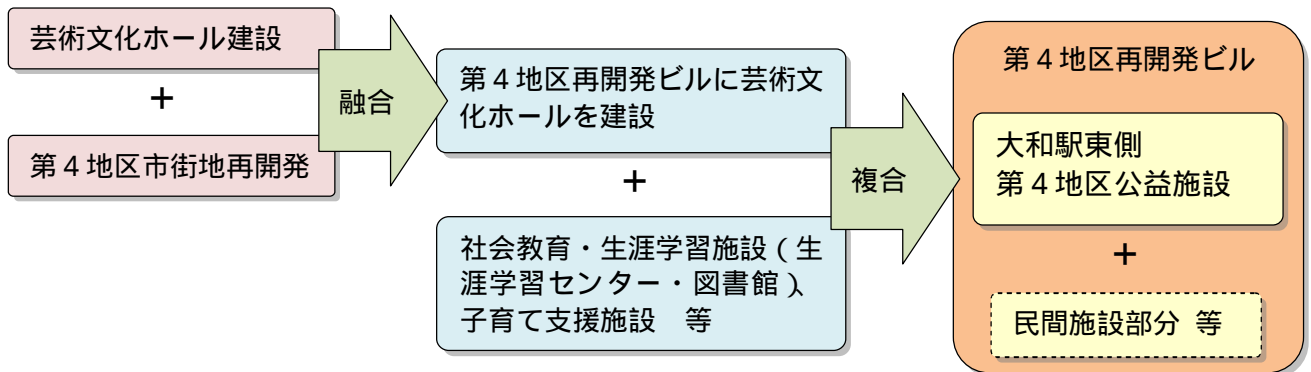 芸術文化ホール建設
+
第４地区市街地再開発
融合
第４地区再開発ビルに芸術文
化ホールを建設
+
社会教育・生涯学習施設（生
涯学習センター・図書館）、
子育て支援施設　等
複合
第４地区再開発ビル
大和駅東側
第４地区公益施設
+
民間施設部分 等